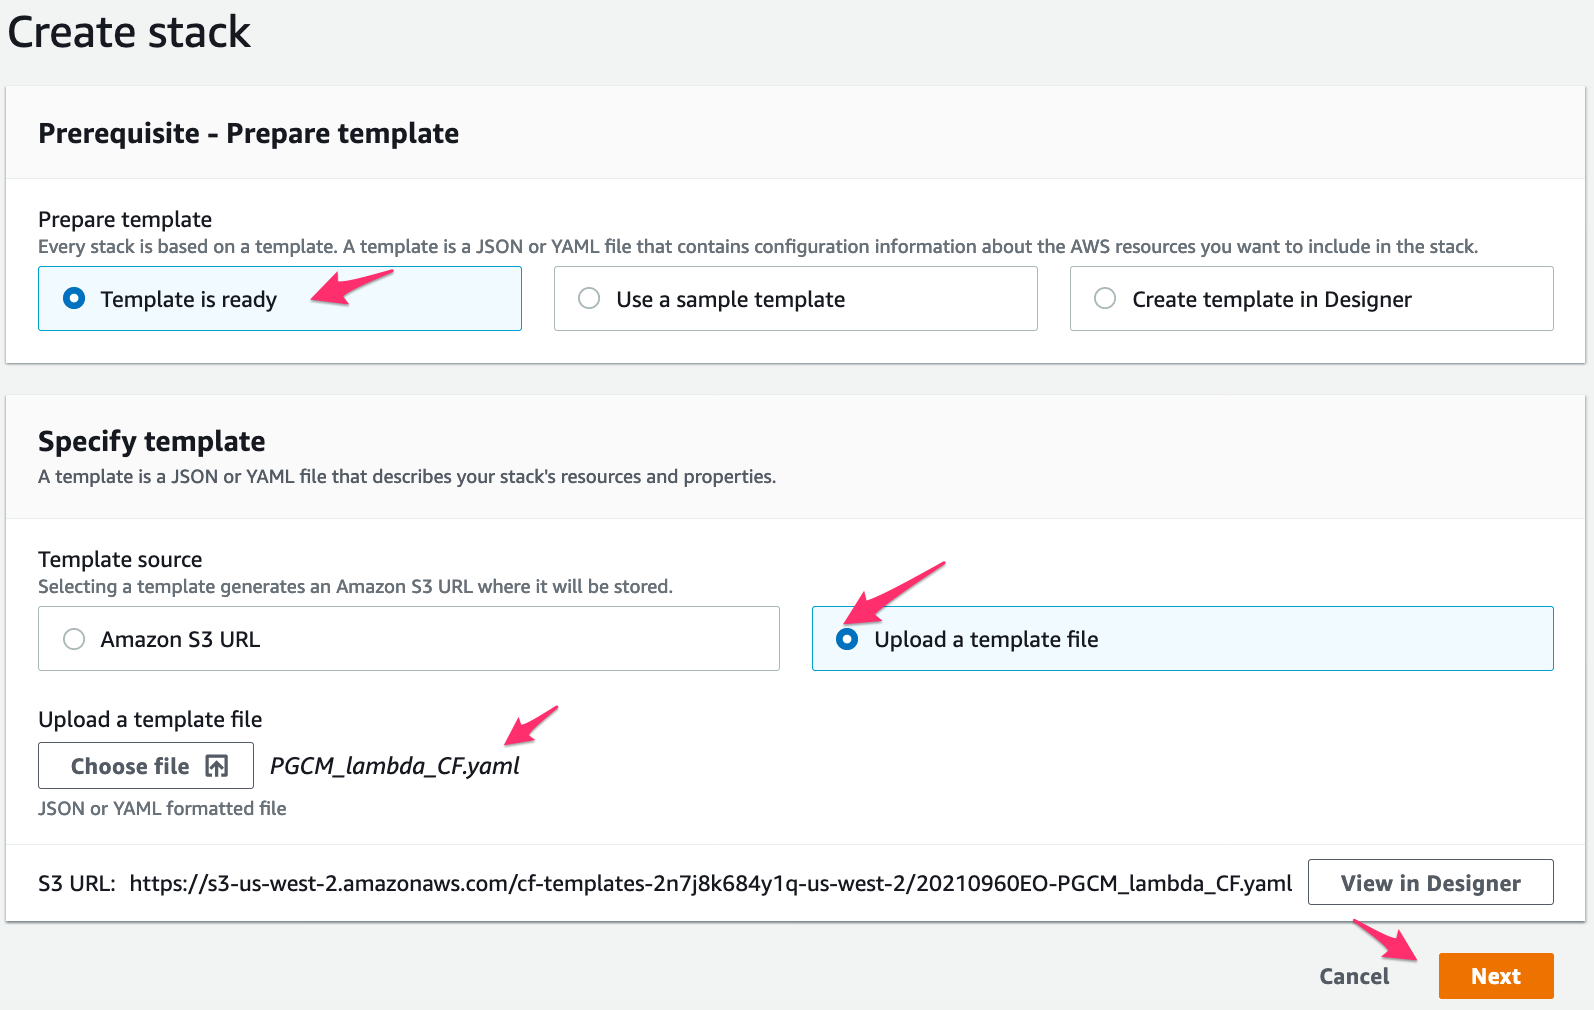 Create stack
Prerequisite - Prepare template
Prepare template
Every stack is based on a template. A template is a JSON or YAML file that contains configuration information about the AWS resources you want to include in the stack.
Template is ready
Use a sample template
Create template in Designer
Specify template
A template is a JSON or YAML file that describes your stack's resources and properties.
Template source
Selecting a template generates an Amazon S3 URL where it will be stored.
Amazon S3 URL
Upload a template file
Upload a template file
Choose file
PGCM_lambda_CF.yaml
JSON or YAML formatted file
S3 URL: https://s3-us-west-2.amazonaws.com/cf-templates-2n7j8k684y1q-us-west-2/20210960EO-PGCM_lambda_CF.yaml
View in Designer
Cancel
Next